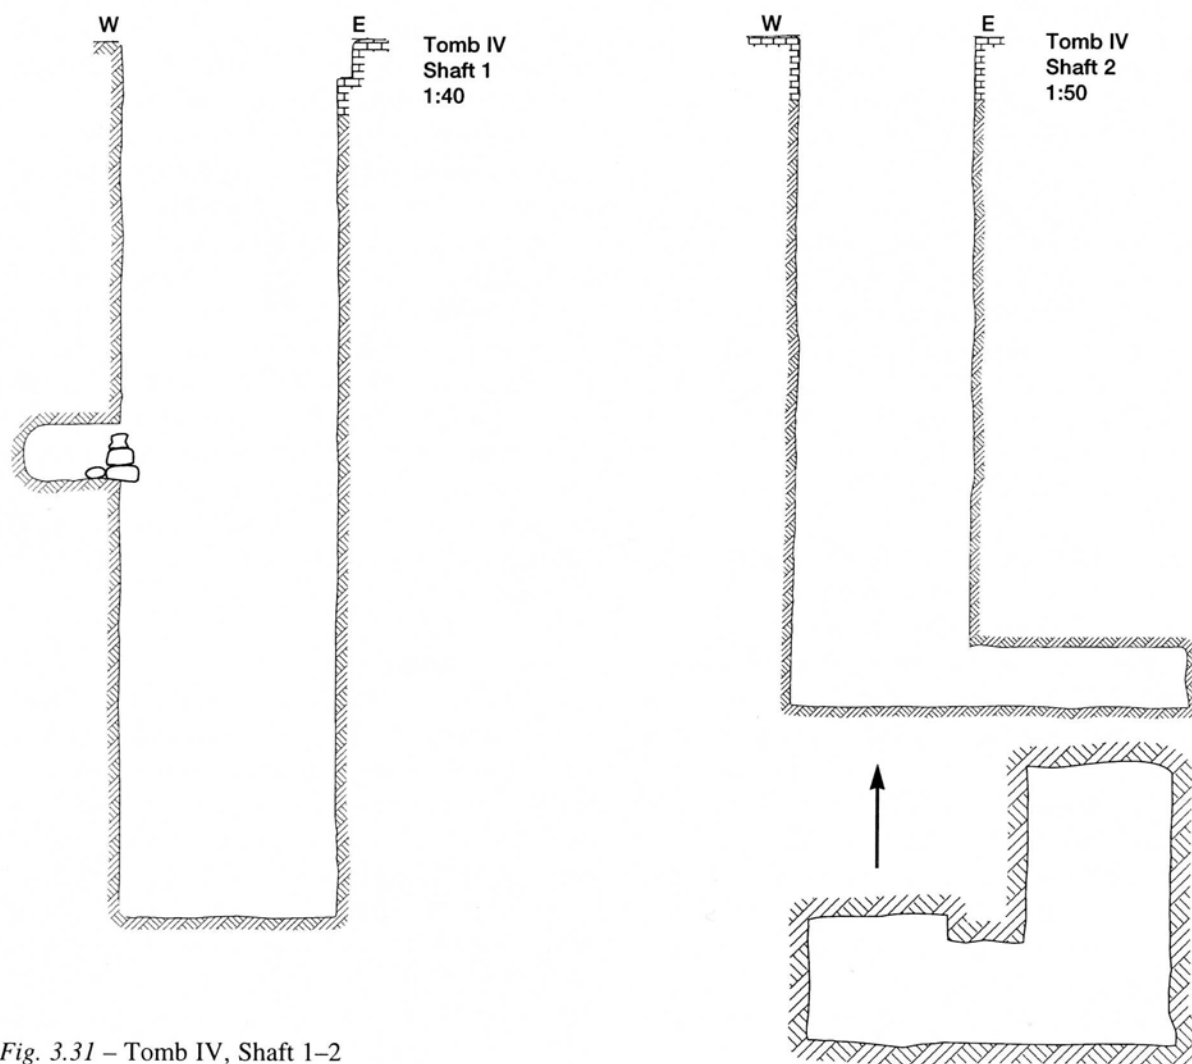 W
E
Tomb IV
Shaft 1
1:40
W
E
Tomb IV
Shaft 2
1:50
Fig. 3.31 – Tomb IV, Shaft 1–2